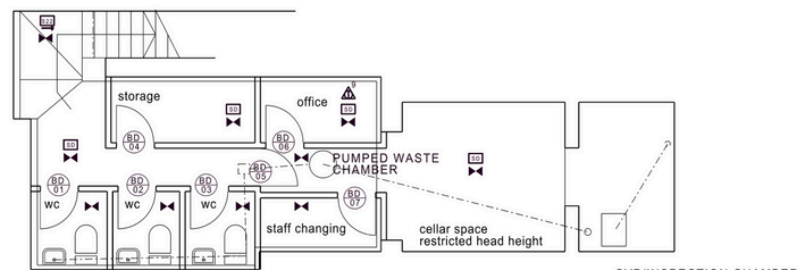 storage
office
9
SD
SD
SD
SD
BD
04
BD
06
BD
05
PUMPED WASTE
CHAMBER
BD
01
BD
02
BD
03
BD
07
wc
wc
wc
staff changing
cellar space
restricted head height